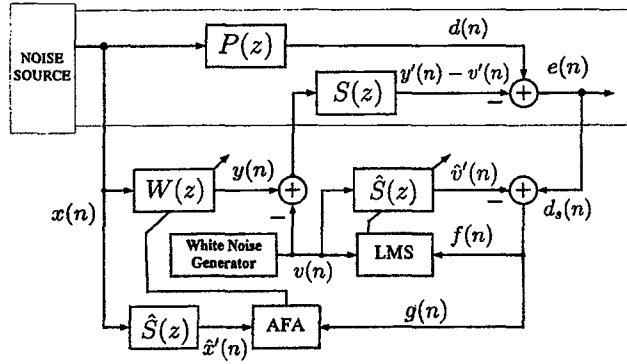 NOISE
SOURCE
P(z)
d(n)
e(n)
S(z)
y'(n) − v'(n)
+
−
x(n)
W(z)
y(n)
+
−
Ŝ(z)
v̂'(n)
+
−
d_s(n)
White Noise
Generator
v(n)
LMS
f(n)
Ŝ(z)
x̂'(n)
AFA
g(n)